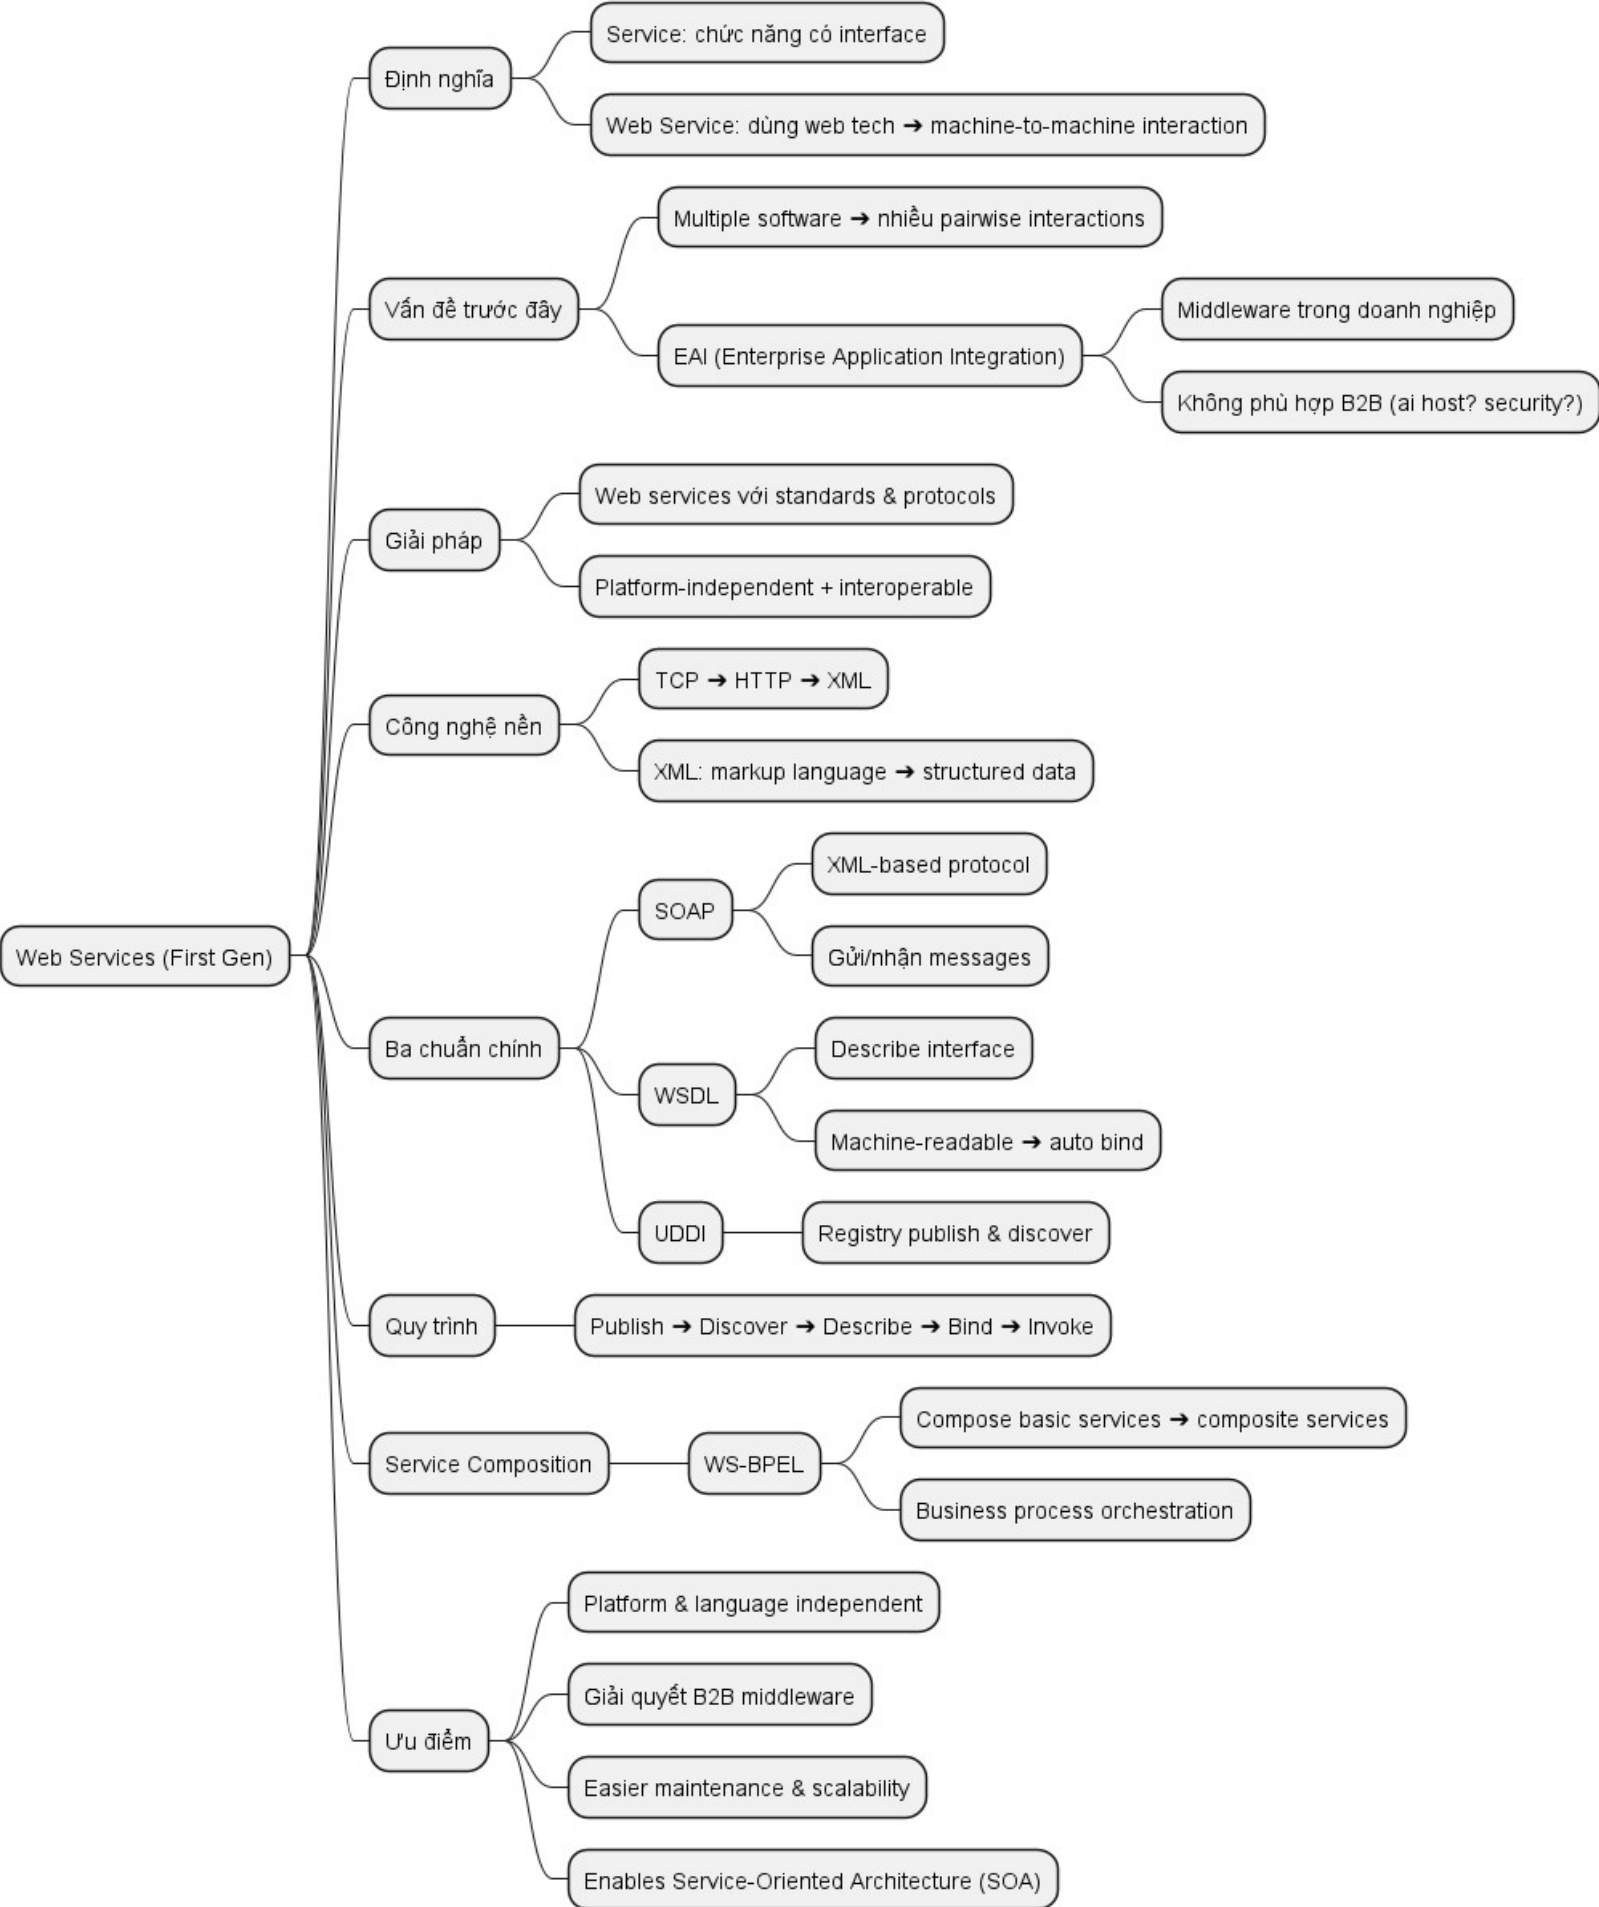 Service: chức năng có interface
Định nghĩa
Web Service: dùng web tech ➔ machine-to-machine interaction
Multiple software ➔ nhiều pairwise interactions
Vấn đề trước đây
Middleware trong doanh nghiệp
EAI (Enterprise Application Integration)
Không phù hợp B2B (ai host? security?)
Web services với standards & protocols
Giải pháp
Platform-independent + interoperable
TCP ➔ HTTP ➔ XML
Công nghệ nền
XML: markup language ➔ structured data
XML-based protocol
SOAP
Gửi/nhận messages
Web Services (First Gen)
Ba chuẩn chính
Describe interface
WSDL
Machine-readable ➔ auto bind
UDDI
Registry publish & discover
Quy trình
Publish ➔ Discover ➔ Describe ➔ Bind ➔ Invoke
Compose basic services ➔ composite services
Service Composition
WS-BPEL
Business process orchestration
Platform & language independent
Giải quyết B2B middleware
Ưu điểm
Easier maintenance & scalability
Enables Service-Oriented Architecture (SOA)